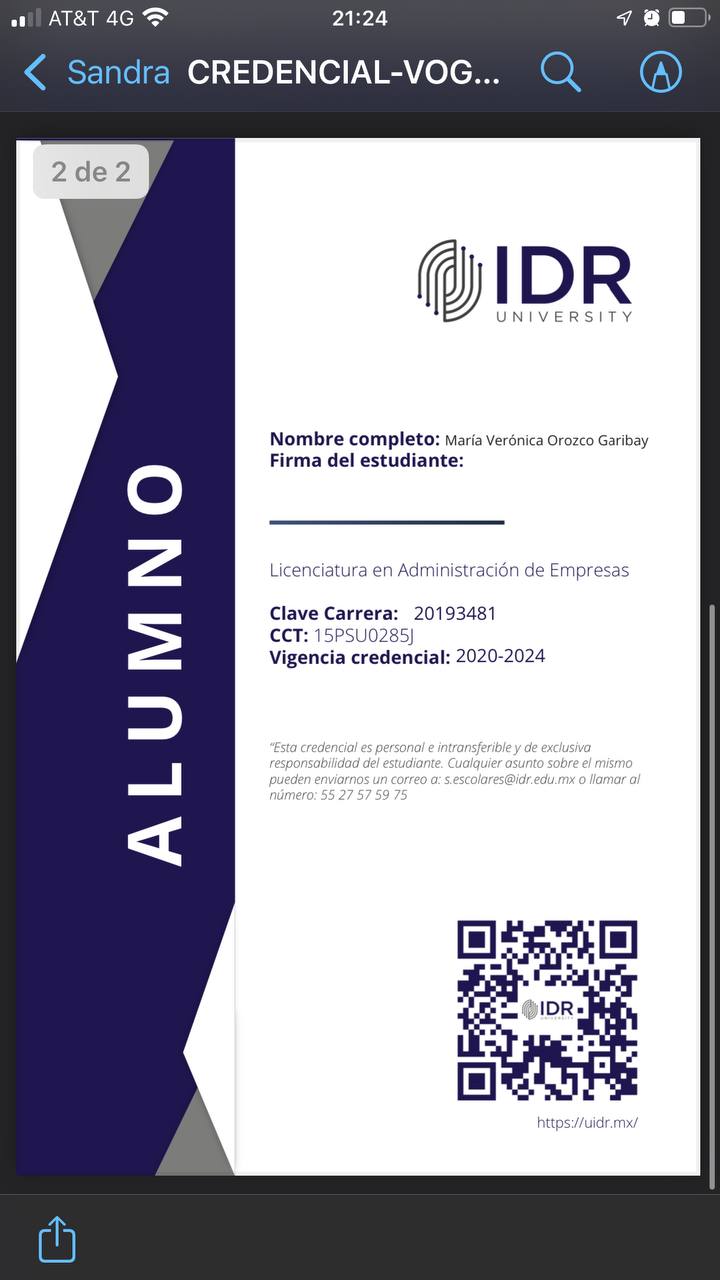 AT&T 4G 21:24
Sandra CREDENCIAL-VOG...
2 de 2
IDR
UNIVERSITY
ALUMNO
Nombre completo: María Verónica Orozco Garibay
Firma del estudiante:
Licenciatura en Administración de Empresas
Clave Carrera: 20193481
CCT: 15PSU0285J
Vigencia credencial: 2020-2024
“Esta credencial es personal e intransferible y de exclusiva
responsabilidad del estudiante. Cualquier asunto sobre el mismo
pueden enviarnos un correo a: s.escolares@idr.edu.mx o llamar al
número: 55 27 57 59 75
IDR
UNIVERSITY
https://uidr.mx/